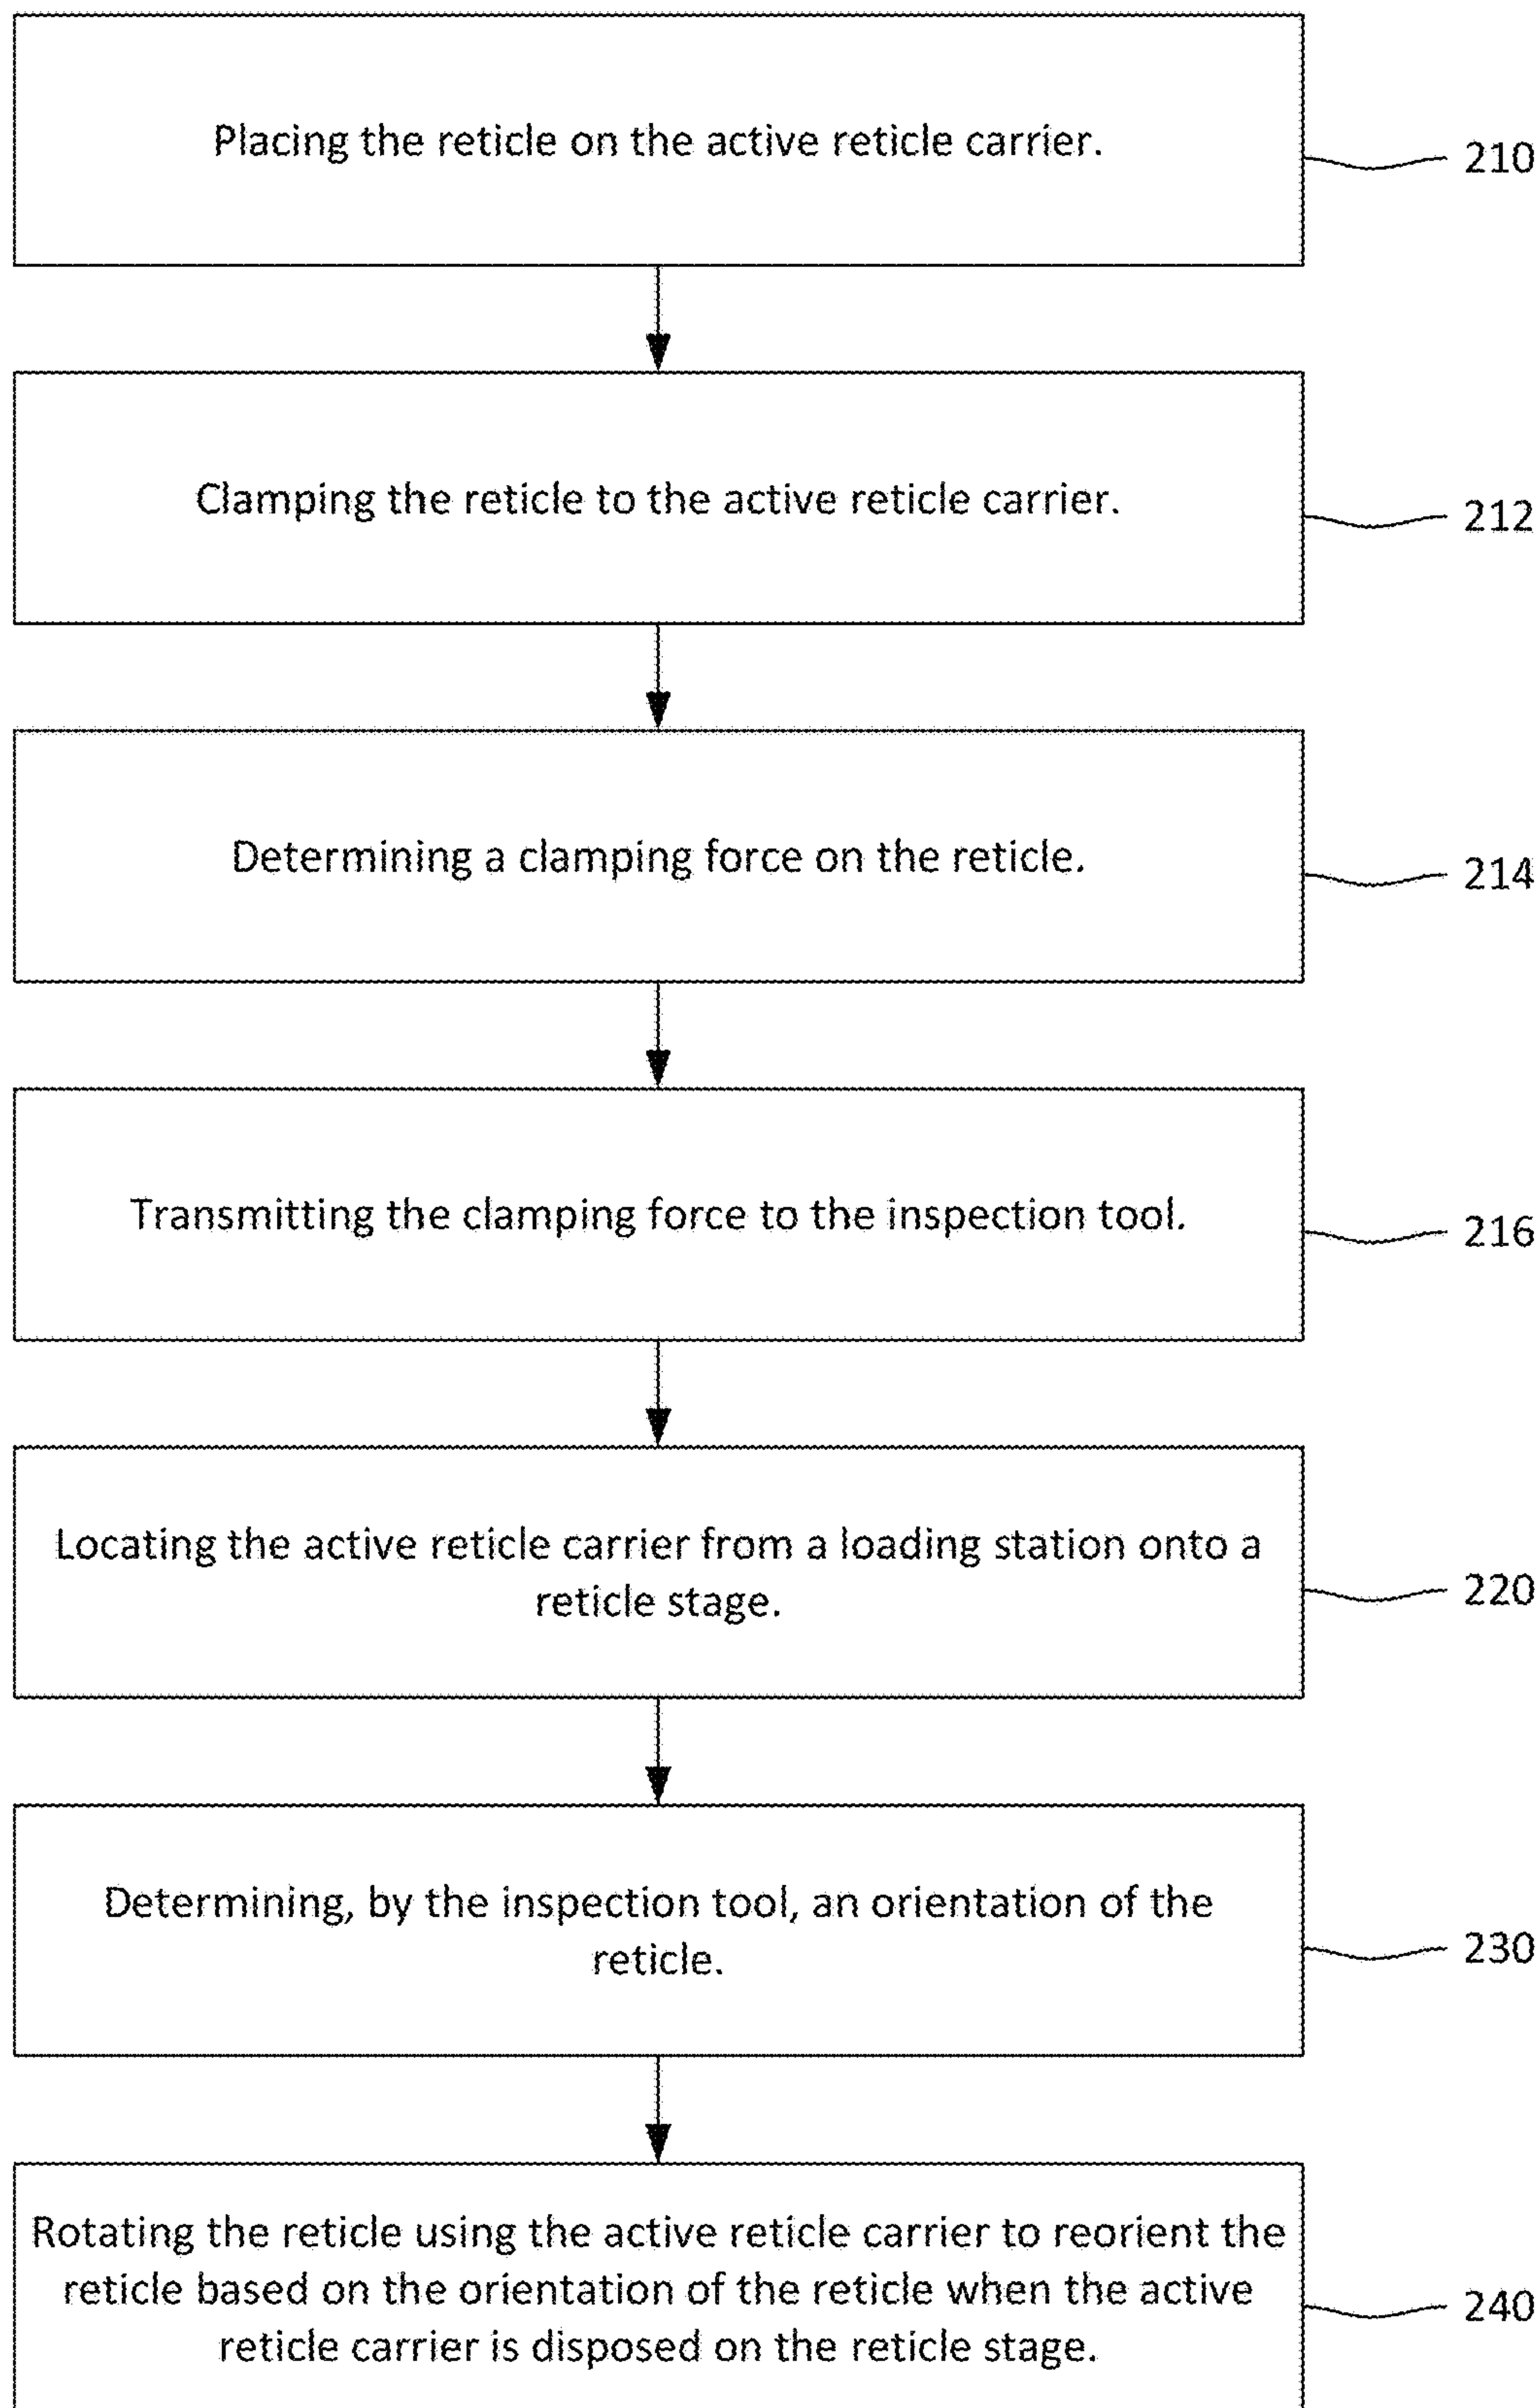 Placing the reticle on the active reticle carrier.
210
Clamping the reticle to the active reticle carrier.
212
Determining a clamping force on the reticle.
214
Transmitting the clamping force to the inspection tool.
216
Locating the active reticle carrier from a loading station onto a
reticle stage.
220
Determining, by the inspection tool, an orientation of the
reticle.
230
Rotating the reticle using the active reticle carrier to reorient the
reticle based on the orientation of the reticle when the active
reticle carrier is disposed on the reticle stage.
240